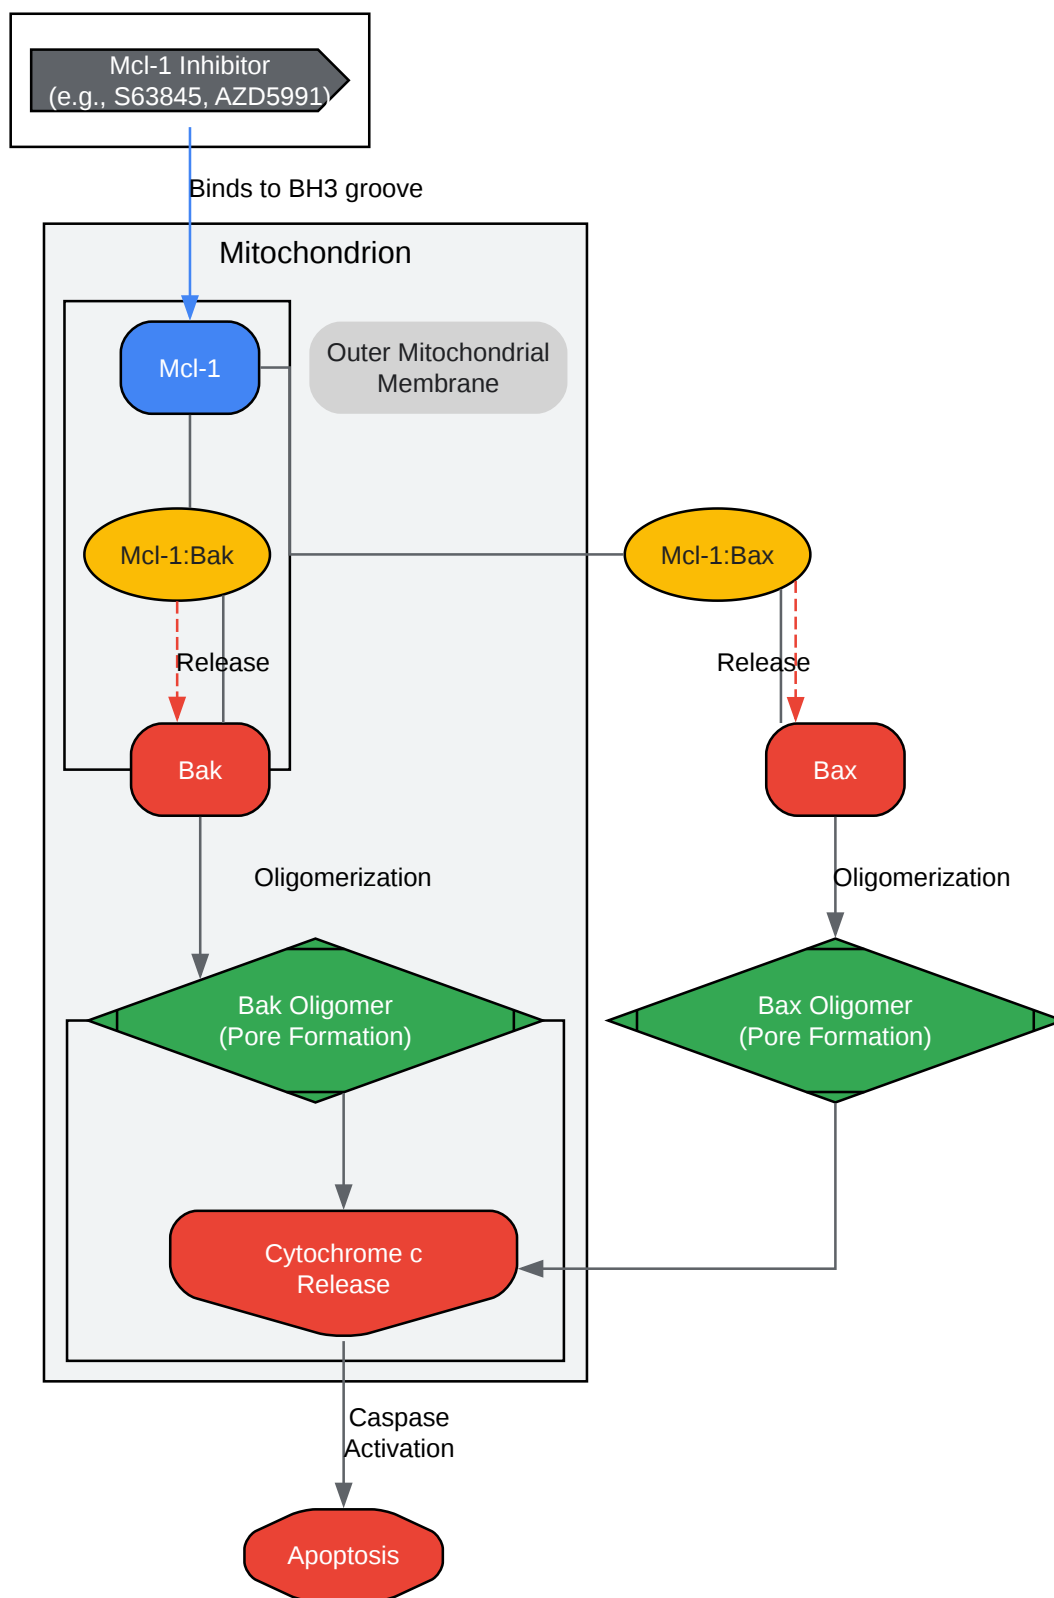 Mcl-1 Inhibitor
(e.g., S63845, AZD5991)
Binds to BH3 groove
Mitochondrion
Mcl-1
Outer Mitochondrial
Membrane
Mcl-1:Bak
Mcl-1:Bax
Release
Release
Bak
Bax
Oligomerization
Oligomerization
Bak Oligomer
(Pore Formation)
Bax Oligomer
(Pore Formation)
Cytochrome c
Release
Caspase
Activation
Apoptosis